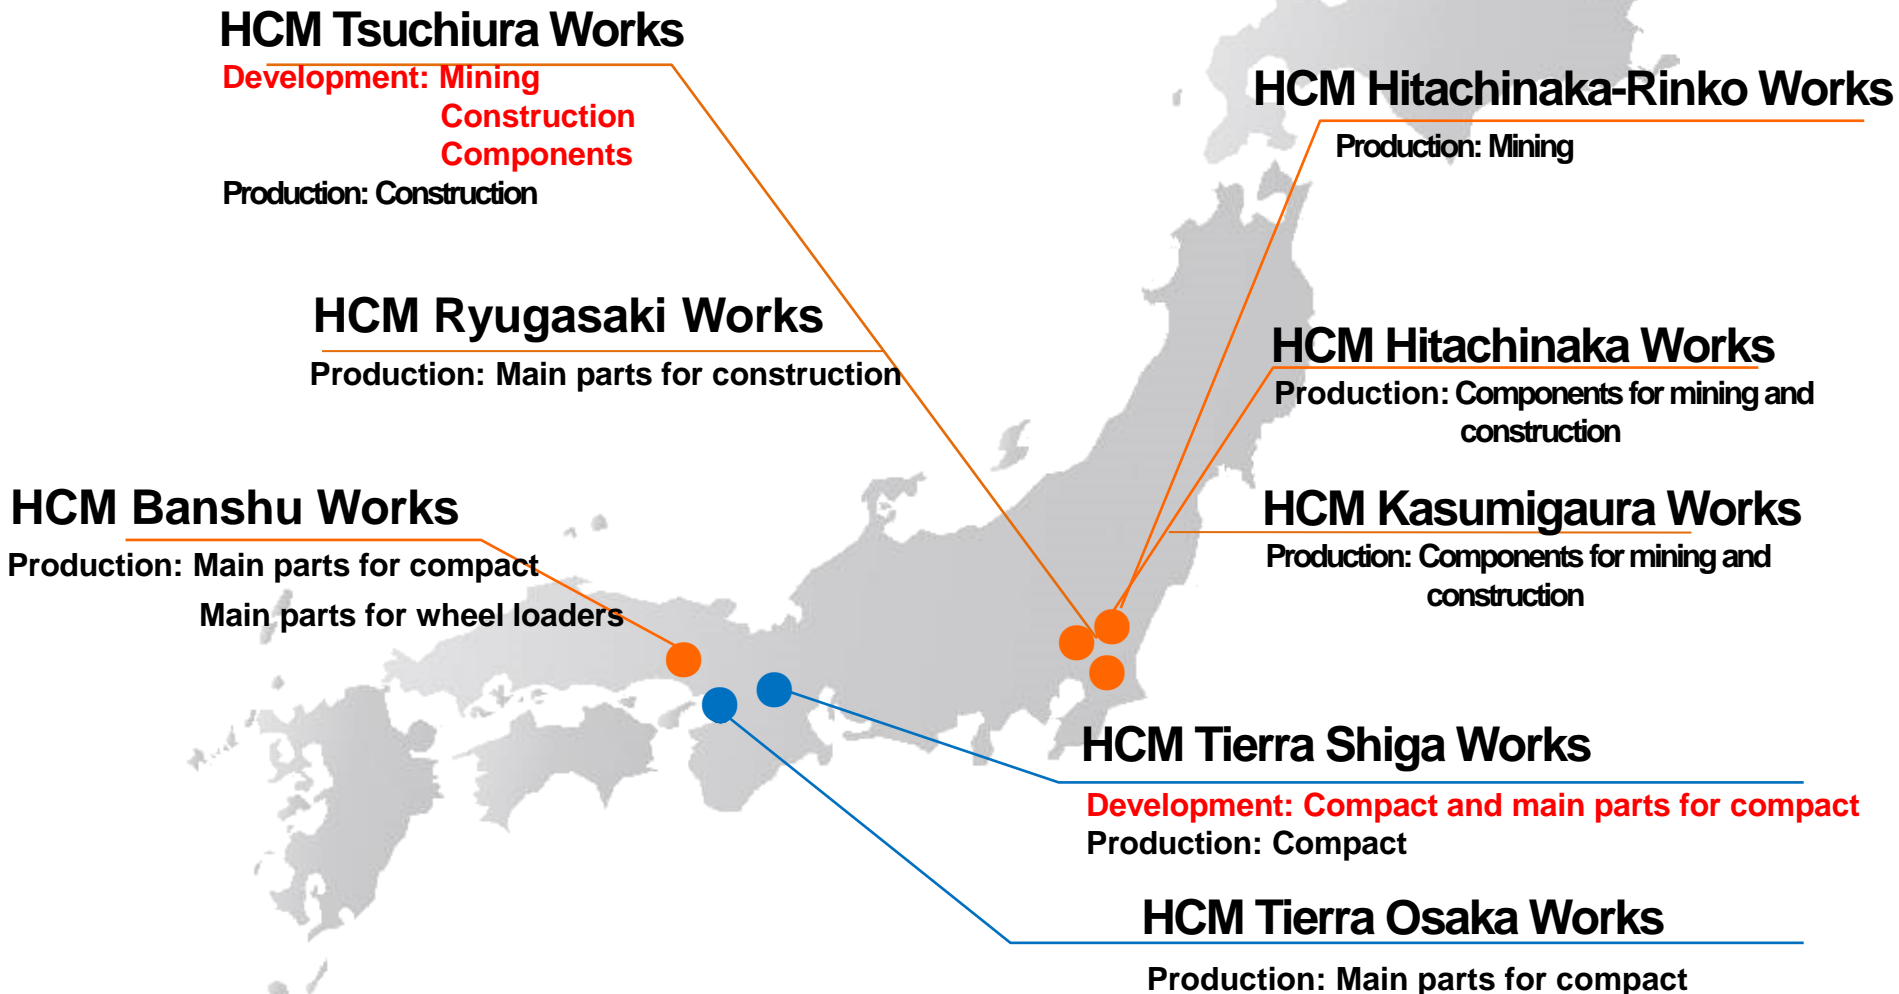 HCM Tsuchiura Works
Development: Mining
Construction
Components
Production: Construction
HCM Hitachinaka-Rinko Works
Production: Mining
HCM Ryugasaki Works
Production: Main parts for construction
HCM Hitachinaka Works
Production: Components for mining and
construction
HCM Banshu Works
Production: Main parts for compact
Main parts for wheel loaders
HCM Kasumigaura Works
Production: Components for mining and
construction
HCM Tierra Shiga Works
Development: Compact and main parts for compact
Production: Compact
HCM Tierra Osaka Works
Production: Main parts for compact